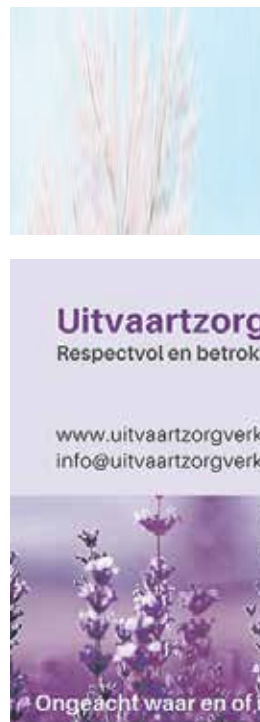 Uitvaartzorg
Respectvol en betrok
www.uitvaartzorgverk
info@uitvaartzorgverk
Ongeacht waar en of